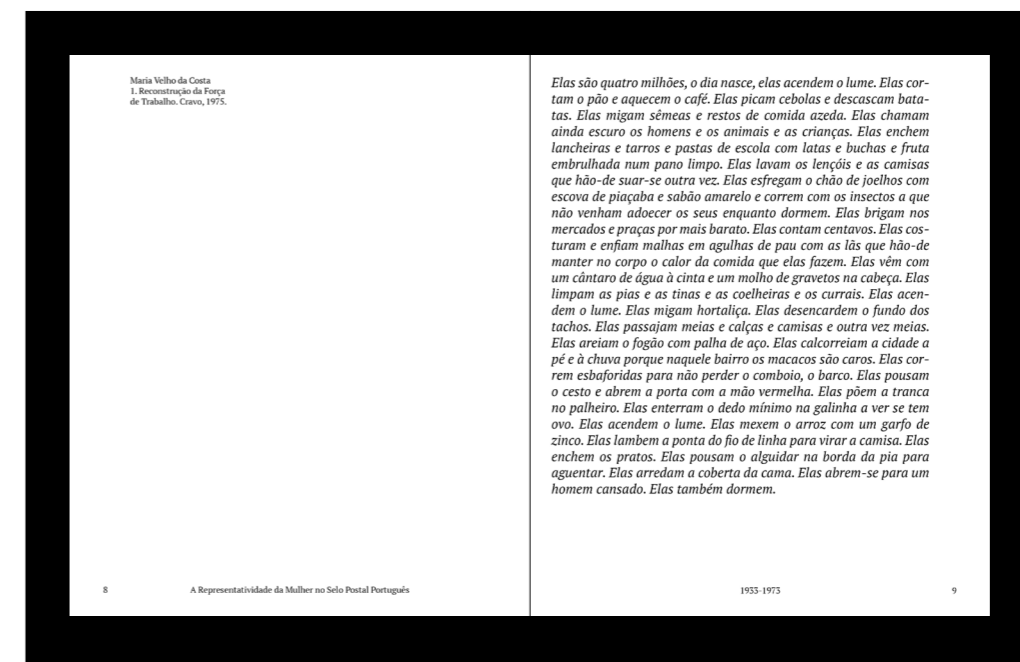 Maria Velho da Costa
1. Reconstrução da Força
de Trabalho. Cravo, 1975.
8
A Representatividade da Mulher no Selo Postal Português
Elas são quatro milhões, o dia nasce, elas acendem o lume. Elas cor-
tam o pão e aquecem o café. Elas picam cebolas e descascam bata-
tas. Elas migam sêmeas e restos de comida azeda. Elas chamam
ainda escuro os homens e os animais e as crianças. Elas enchem
lancheiras e tarros e pastas de escola com latas e buchas e fruta
embrulhada num pano limpo. Elas lavam os lençóis e as camisas
que hão-de suar-se outra vez. Elas esfregam o chão de joelhos com
escova de piaçaba e sabão amarelo e correm com os insectos a que
não venham adoecer os seus enquanto dormem. Elas brigam nos
mercados e praças por mais barato. Elas contam centavos. Elas cos-
turam e enfiam malhas em agulhas de pau com as lãs que hão-de
manter no corpo o calor da comida que elas fazem. Elas vêm com
um cântaro de água à cinta e um molho de gravetos na cabeça. Elas
limpam as pias e as tinas e as coelheiras e os currais. Elas acen-
dem o lume. Elas migam hortaliça. Elas desencardem o fundo dos
tachos. Elas passajam meias e calças e camisas e outra vez meias.
Elas areiam o fogão com palha de aço. Elas calcorreiam a cidade a
pé e à chuva porque naquele bairro os macacos são caros. Elas cor-
rem esbaforidas para não perder o comboio, o barco. Elas pousam
o cesto e abrem a porta com a mão vermelha. Elas põem a tranca
no palheiro. Elas enterram o dedo mínimo na galinha a ver se tem
ovo. Elas acendem o lume. Elas mexem o arroz com um garfo de
zinco. Elas lambem a ponta do fio de linha para virar a camisa. Elas
enchem os pratos. Elas pousam o alguidar na borda da pia para
aguentar. Elas arredam a coberta da cama. Elas abrem-se para um
homem cansado. Elas também dormem.
1933-1973
9